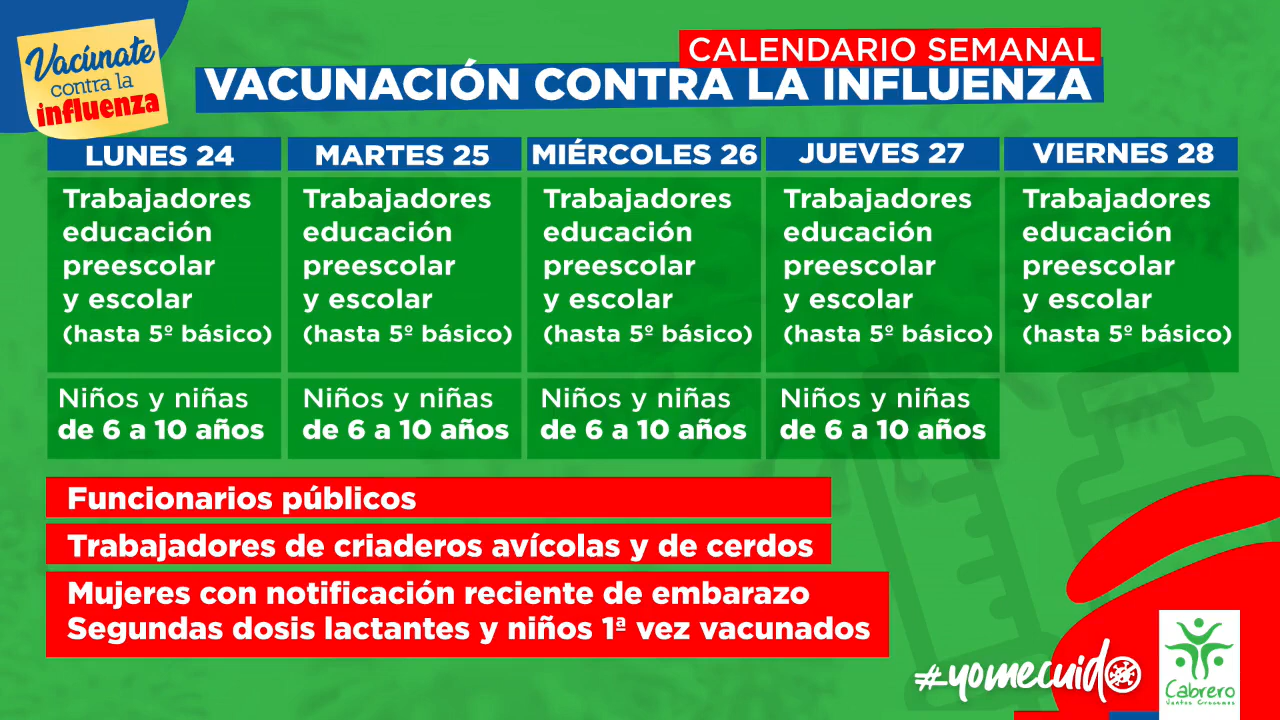 Vacúnate
contra la
influenza
CALENDARIO SEMANAL
VACUNACIÓN CONTRA LA INFLUENZA
LUNES 24
Trabajadores
educación
preescolar
y escolar
(hasta 5º básico)
Niños y niñas
de 6 a 10 años
MARTES 25
Trabajadores
educación
preescolar
y escolar
(hasta 5º básico)
Niños y niñas
de 6 a 10 años
MIÉRCOLES 26
Trabajadores
educación
preescolar
y escolar
(hasta 5º básico)
Niños y niñas
de 6 a 10 años
JUEVES 27
Trabajadores
educación
preescolar
y escolar
(hasta 5º básico)
Niños y niñas
de 6 a 10 años
VIERNES 28
Trabajadores
educación
preescolar
y escolar
(hasta 5º básico)
Funcionarios públicos
Trabajadores de criaderos avícolas y de cerdos
Mujeres con notificación reciente de embarazo
Segundas dosis lactantes y niños 1ª vez vacunados
#yomecuido
Cabrero
Juntos Crecemos